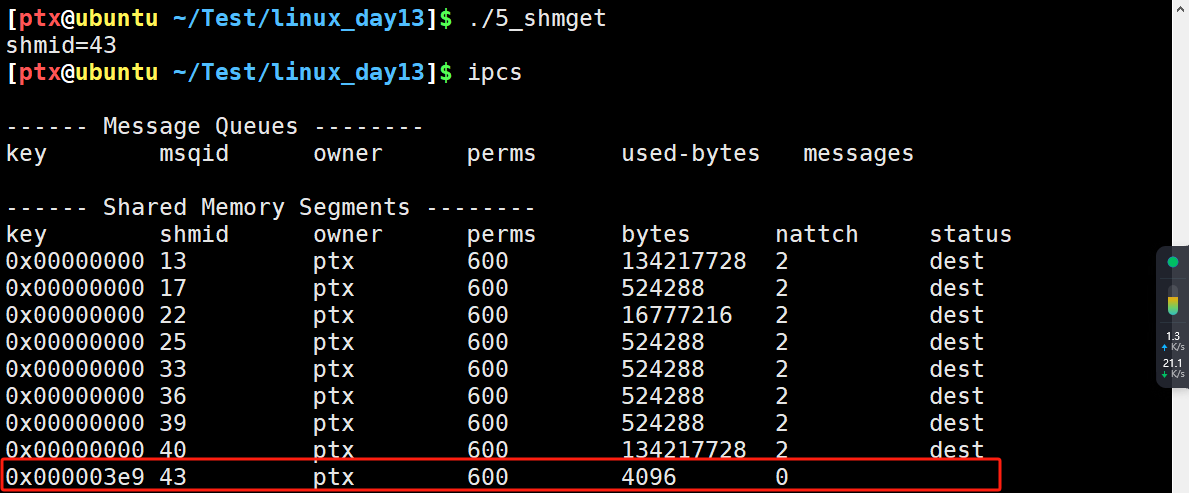 [ptx@ubuntu ~/Test/linux_day13]$ ./5_shmget
shmid=43
[ptx@ubuntu ~/Test/linux_day13]$ ipcs
------ Message Queues --------
key        msqid      owner      perms      used-bytes   messages
------ Shared Memory Segments --------
key        shmid      owner      perms      bytes      nattch     status
0x00000000 13         ptx        600        134217728  2          dest
0x00000000 17         ptx        600        524288     2          dest
0x00000000 22         ptx        600        16777216   2          dest
0x00000000 25         ptx        600        524288     2          dest
0x00000000 33         ptx        600        524288     2          dest
0x00000000 36         ptx        600        524288     2          dest
0x00000000 39         ptx        600        524288     2          dest
0x00000000 40         ptx        600        134217728  2          dest
0x000003e9 43         ptx        600        4096       0
1.3
K/s
21.1
K/s